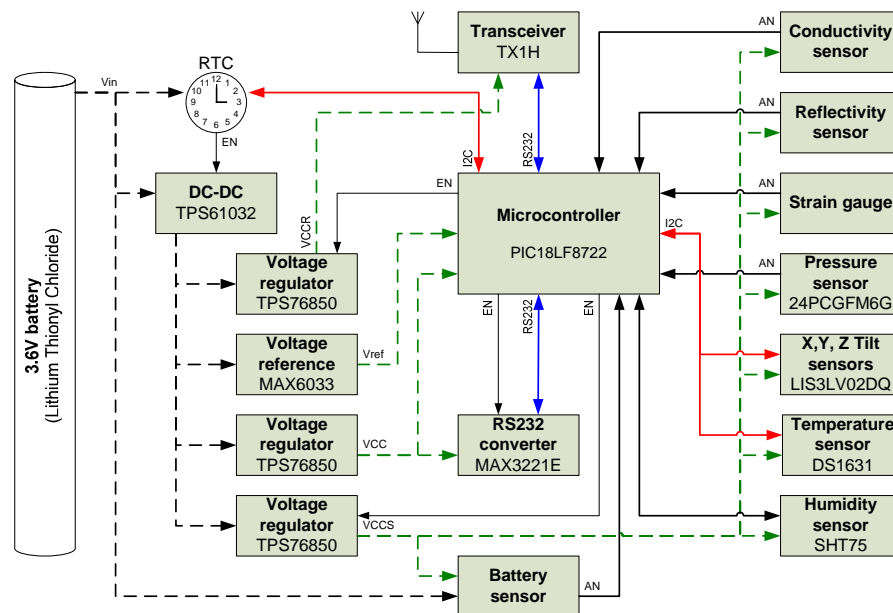 Transceiver
TX1H
AN
Conductivity
sensor
RTC
Vin
12
1
2
3
4
5
6
7
8
9
10
11
EN
I2C
RS232
AN
Reflectivity
sensor
DC-DC
TPS61032
VCCR
EN
Microcontroller
PIC18LF8722
AN
Strain gauge
I2C
Voltage
regulator
TPS76850
AN
Pressure
sensor
24PCGFM6G
3.6V battery
(Lithium Thionyl Chloride)
EN
RS232
EN
Voltage
reference
MAX6033
Vref
X,Y, Z Tilt
sensors
LIS3LV02DQ
Voltage
regulator
TPS76850
VCC
RS232
converter
MAX3221E
Temperature
sensor
DS1631
Voltage
regulator
TPS76850
VCCS
Humidity
sensor
SHT75
Battery
sensor
AN